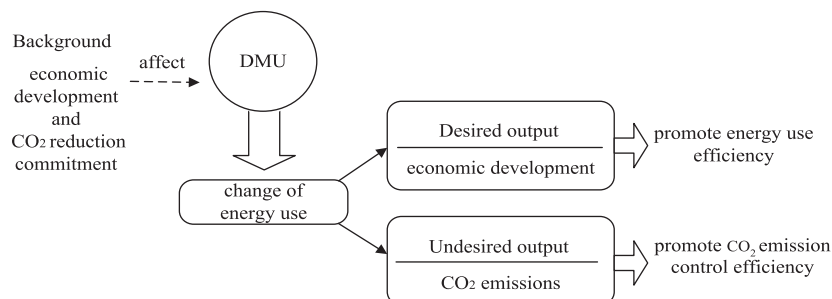 Background
economic
development
and
CO2 reduction
commitment
affect
DMU
change of
energy use
Desired output
economic development
promote energy use
efficiency
Undesired output
CO2 emissions
promote CO2 emission
control efficiency